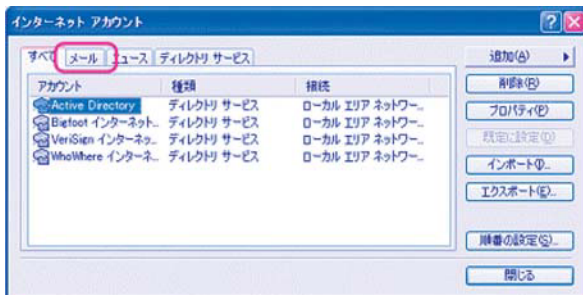 インターネット アカウント
すべて メール ニュース ディレクトリ サービス
アカウント 種類 接続
Active Directory ディレクトリ サービス ローカル エリア ネットワー...
Bigfoot インターネット... ディレクトリ サービス ローカル エリア ネットワー...
VeriSign インターネッ... ディレクトリ サービス ローカル エリア ネットワー...
WhoWhere インターネ... ディレクトリ サービス ローカル エリア ネットワー...
追加(A)
削除(R)
プロパティ(P)
既定に設定(D)
インポート(I)...
エクスポート(E)...
順番の設定(S)...
閉じる